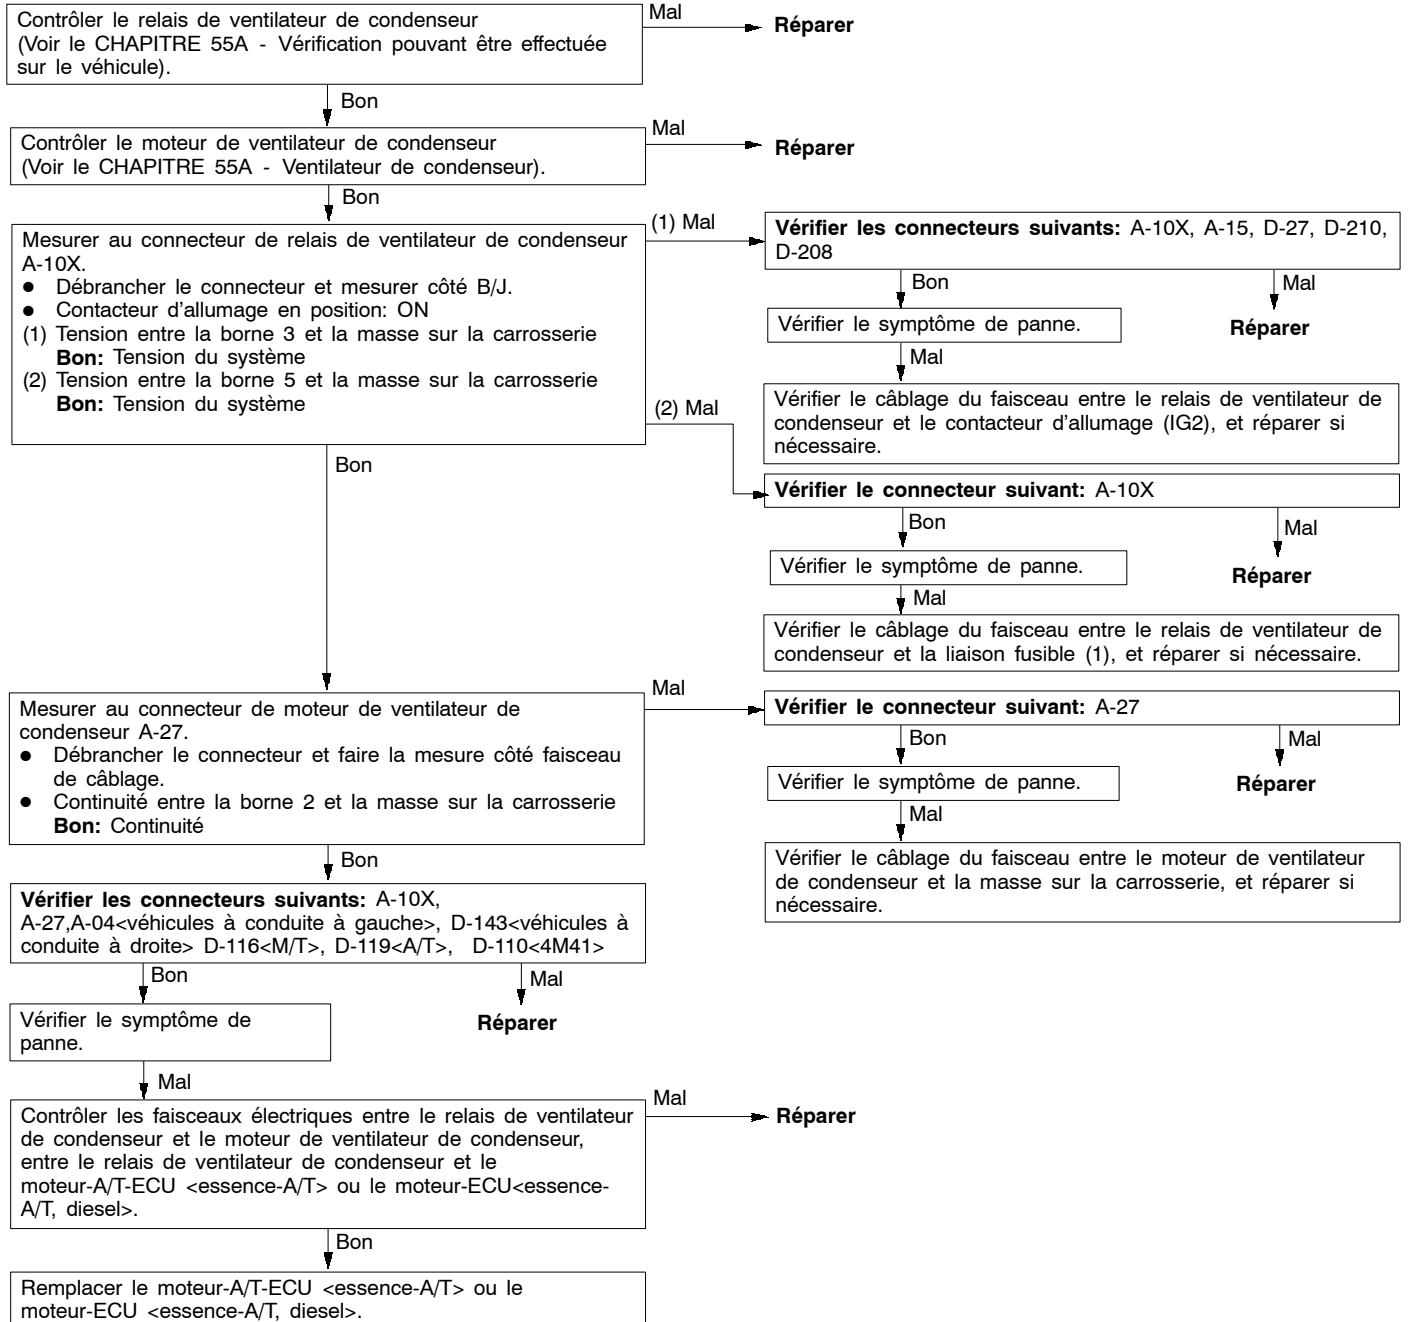 Contrôler le relais de ventilateur de condenseur
(Voir le CHAPITRE 55A - Vérification pouvant être effectuée
sur le véhicule).
Mal
Réparer
Bon
Contrôler le moteur de ventilateur de condenseur
(Voir le CHAPITRE 55A - Ventilateur de condenseur).
Mal
Réparer
Bon
Mesurer au connecteur de relais de ventilateur de condenseur
A-10X.
● Débrancher le connecteur et mesurer côté B/J.
● Contacteur d'allumage en position: ON
(1) Tension entre la borne 3 et la masse sur la carrosserie
Bon: Tension du système
(2) Tension entre la borne 5 et la masse sur la carrosserie
Bon: Tension du système
(1) Mal
Vérifier les connecteurs suivants: A-10X, A-15, D-27, D-210,
D-208
Bon
Mal
Vérifier le symptôme de panne.
Réparer
Mal
Vérifier le câblage du faisceau entre le relais de ventilateur de
condenseur et le contacteur d'allumage (IG2), et réparer si
nécessaire.
(2) Mal
Vérifier le connecteur suivant: A-10X
Bon
Mal
Vérifier le symptôme de panne.
Réparer
Mal
Vérifier le câblage du faisceau entre le relais de ventilateur de
condenseur et la liaison fusible (1), et réparer si nécessaire.
Bon
Mesurer au connecteur de moteur de ventilateur de
condenseur A-27.
● Débrancher le connecteur et faire la mesure côté faisceau
de câblage.
● Continuité entre la borne 2 et la masse sur la carrosserie
Bon: Continuité
Mal
Vérifier le connecteur suivant: A-27
Bon
Mal
Vérifier le symptôme de panne.
Réparer
Mal
Vérifier le câblage du faisceau entre le moteur de ventilateur
de condenseur et la masse sur la carrosserie, et réparer si
nécessaire.
Bon
Vérifier les connecteurs suivants: A-10X,
A-27,A-04<véhicules à conduite à gauche>, D-143<véhicules à
conduite à droite> D-116<M/T>, D-119<A/T>, D-110<4M41>
Bon
Mal
Vérifier le symptôme de
panne.
Réparer
Mal
Contrôler les faisceaux électriques entre le relais de ventilateur
de condenseur et le moteur de ventilateur de condenseur,
entre le relais de ventilateur de condenseur et le
moteur-A/T-ECU <essence-A/T> ou le moteur-ECU<essence-
A/T, diesel>.
Mal
Réparer
Bon
Remplacer le moteur-A/T-ECU <essence-A/T> ou le
moteur-ECU <essence-A/T, diesel>.